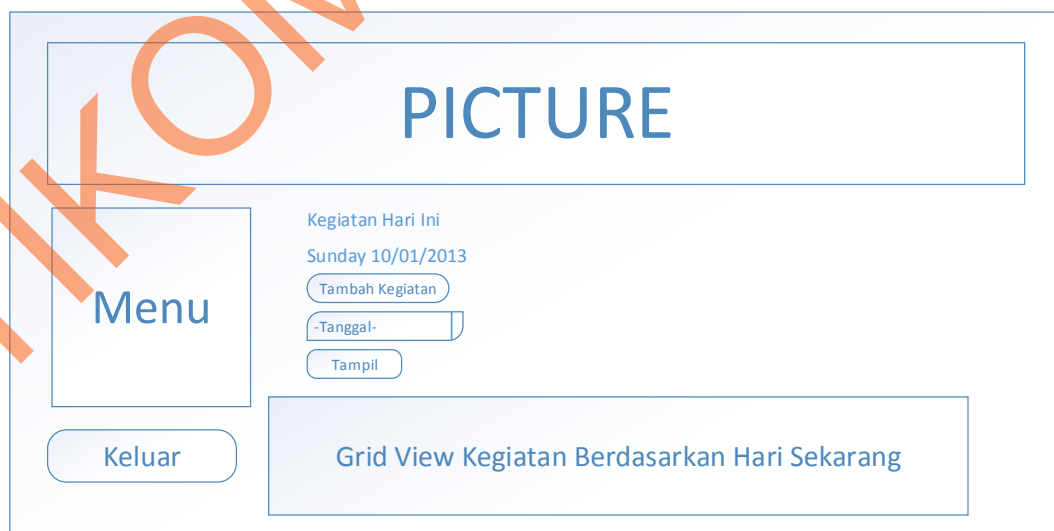 PICTURE
Menu
Keluar
Kegiatan Hari Ini
Sunday 10/01/2013
Tambah Kegiatan
-Tanggal-
Tampil
Grid View Kegiatan Berdasarkan Hari Sekarang